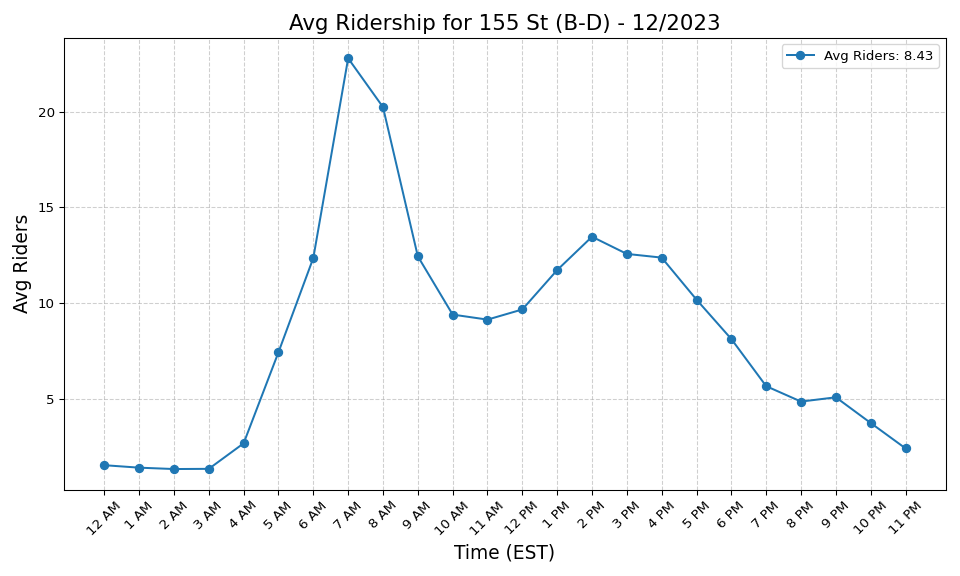 Avg Ridership for 155 St (B-D) - 12/2023
Avg Riders: 8.43
Avg Riders
20
15
10
5
12 AM
1 AM
2 AM
3 AM
4 AM
5 AM
6 AM
7 AM
8 AM
9 AM
10 AM
11 AM
12 PM
1 PM
2 PM
3 PM
4 PM
5 PM
6 PM
7 PM
8 PM
9 PM
10 PM
11 PM
Time (EST)